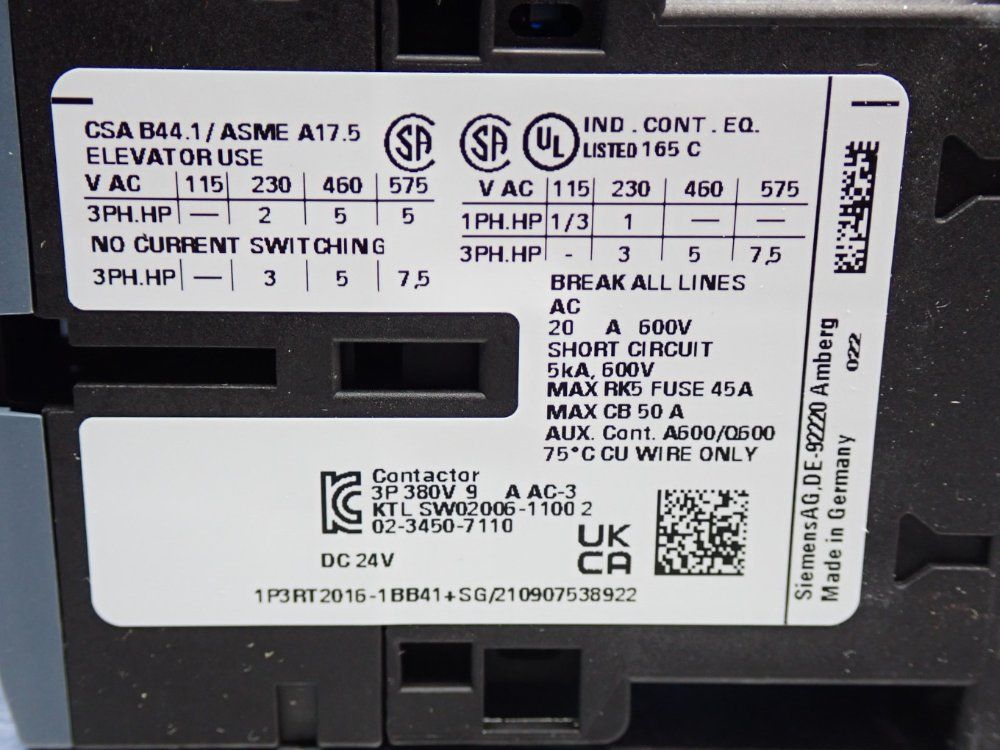 CSA B44.1/ASME A17.5
ELEVATOR USE
V AC 115 230 460 575
3PH.HP — 2 5 5
NO CURRENT SWITCHING
3PH.HP — 3 5 7,5
SA SA UL IND. CONT. EQ.
LISTED 165 C
V AC 115 230 460 575
1PH.HP 1/3 1 — —
3PH.HP - 3 5 7,5
BREAK ALL LINES
AC
20 A 600V
SHORT CIRCUIT
5kA, 600V
MAX RK5 FUSE 45A
MAX CB 50 A
AUX. Cont. A600/Q600
75°C CU WIRE ONLY
Contactor
3P 380V 9 A AC-3
KTL SW02006-1100 2
02-3450-7110
DC 24V
UK
CA
1P3RT2016-1BB41+SG/210907538922
SiemensAG,DE-92220 Amberg
Made in Germany
022